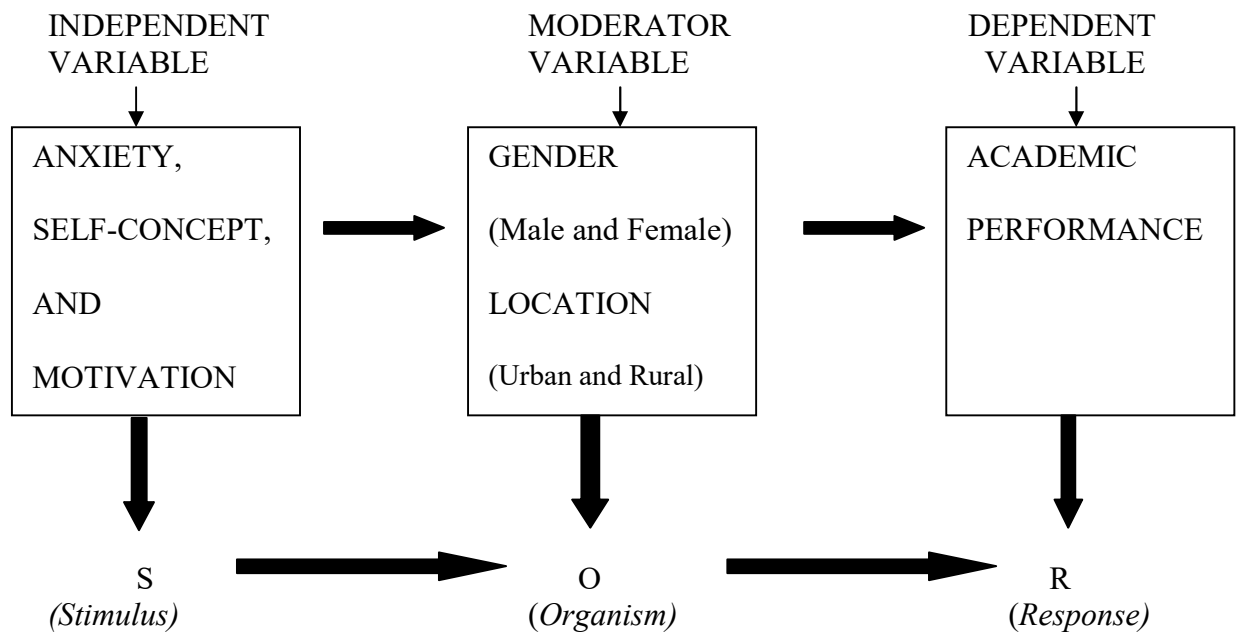 INDEPENDENT
VARIABLE
MODERATOR
VARIABLE
DEPENDENT
VARIABLE
ANXIETY,
SELF-CONCEPT,
AND
MOTIVATION
GENDER
(Male and Female)
LOCATION
(Urban and Rural)
ACADEMIC
PERFORMANCE
S
(Stimulus)
O
(Organism)
R
(Response)